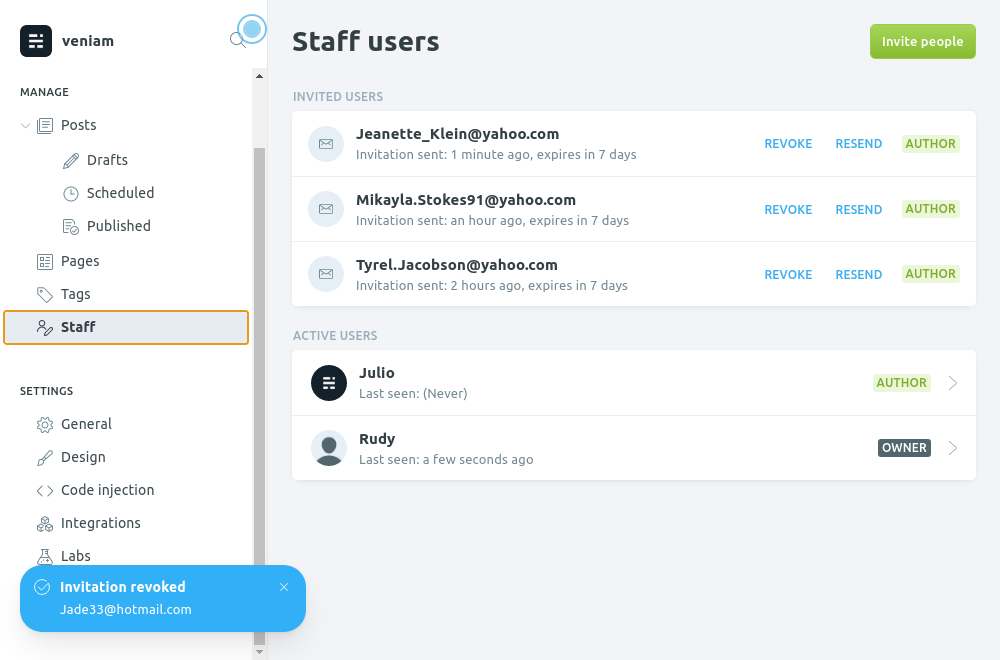 veniam
MANAGE
Posts
Drafts
Scheduled
Published
Pages
Tags
Staff
SETTINGS
General
Design
Code injection
Integrations
Labs
Invitation revoked
Jade33@hotmail.com
Staff users
Invite people
INVITED USERS
Jeanette_Klein@yahoo.com
Invitation sent: 1 minute ago, expires in 7 days
REVOKE RESEND AUTHOR
Mikayla.Stokes91@yahoo.com
Invitation sent: an hour ago, expires in 7 days
REVOKE RESEND AUTHOR
Tyrel.Jacobson@yahoo.com
Invitation sent: 2 hours ago, expires in 7 days
REVOKE RESEND AUTHOR
ACTIVE USERS
Julio
Last seen: (Never)
AUTHOR
Rudy
Last seen: a few seconds ago
OWNER